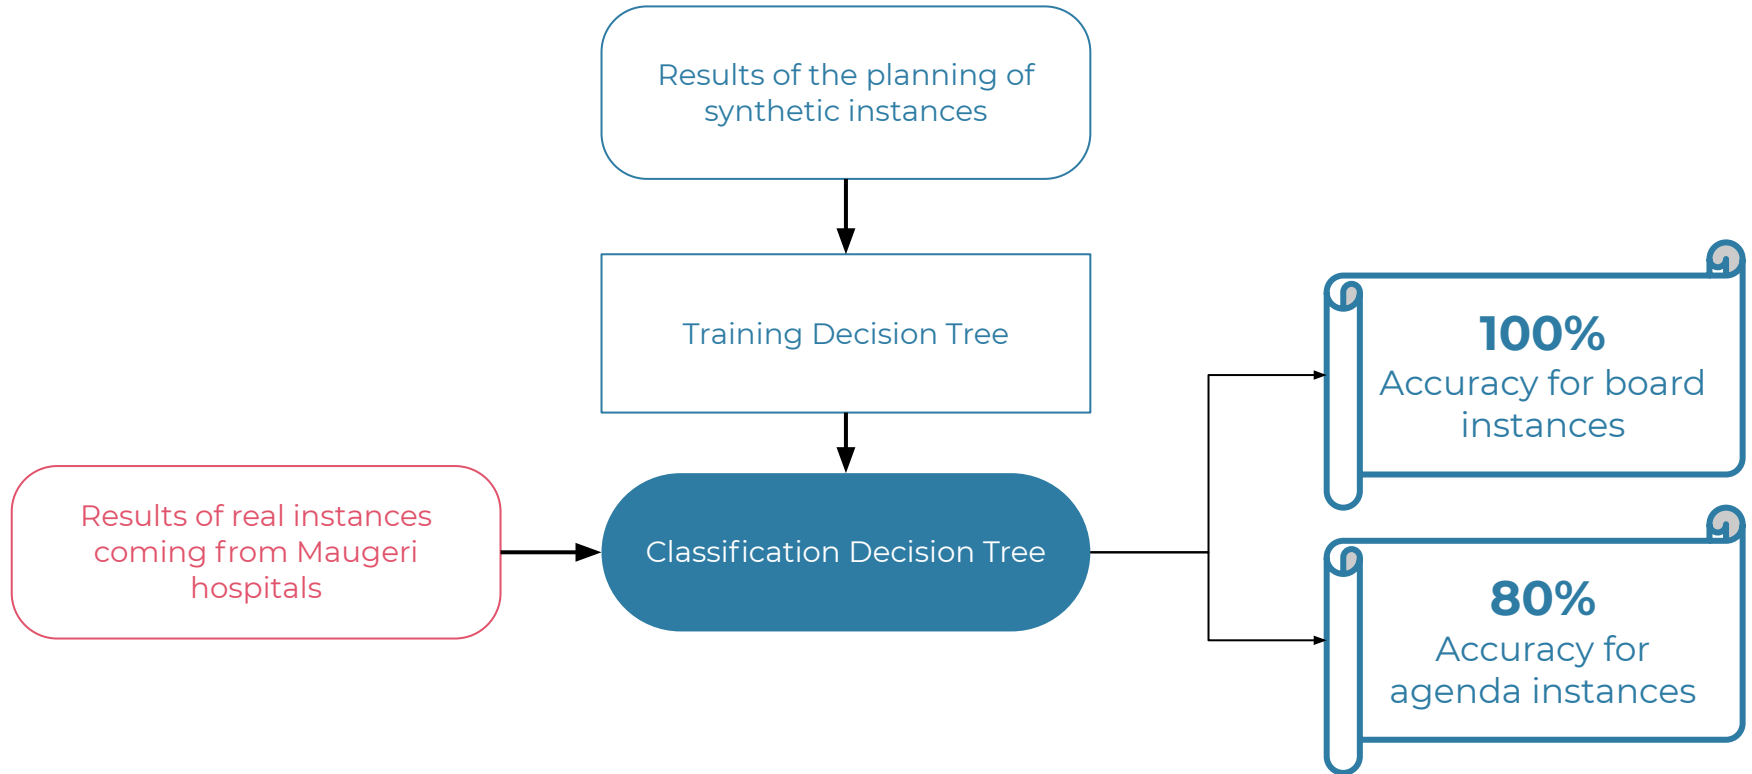 Results of the planning of
synthetic instances
Training Decision Tree
Results of real instances
coming from Maugeri
hospitals
Classification Decision Tree
100%
Accuracy for board
instances
80%
Accuracy for
agenda instances